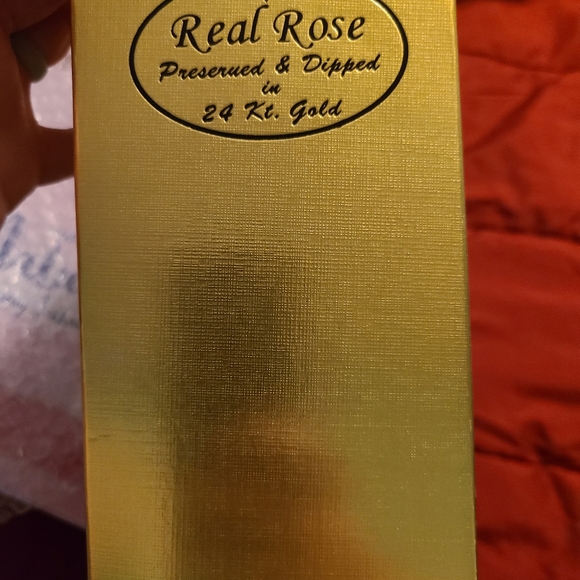 Real Rose
Preserved & Dipped
in
24 Kt. Gold